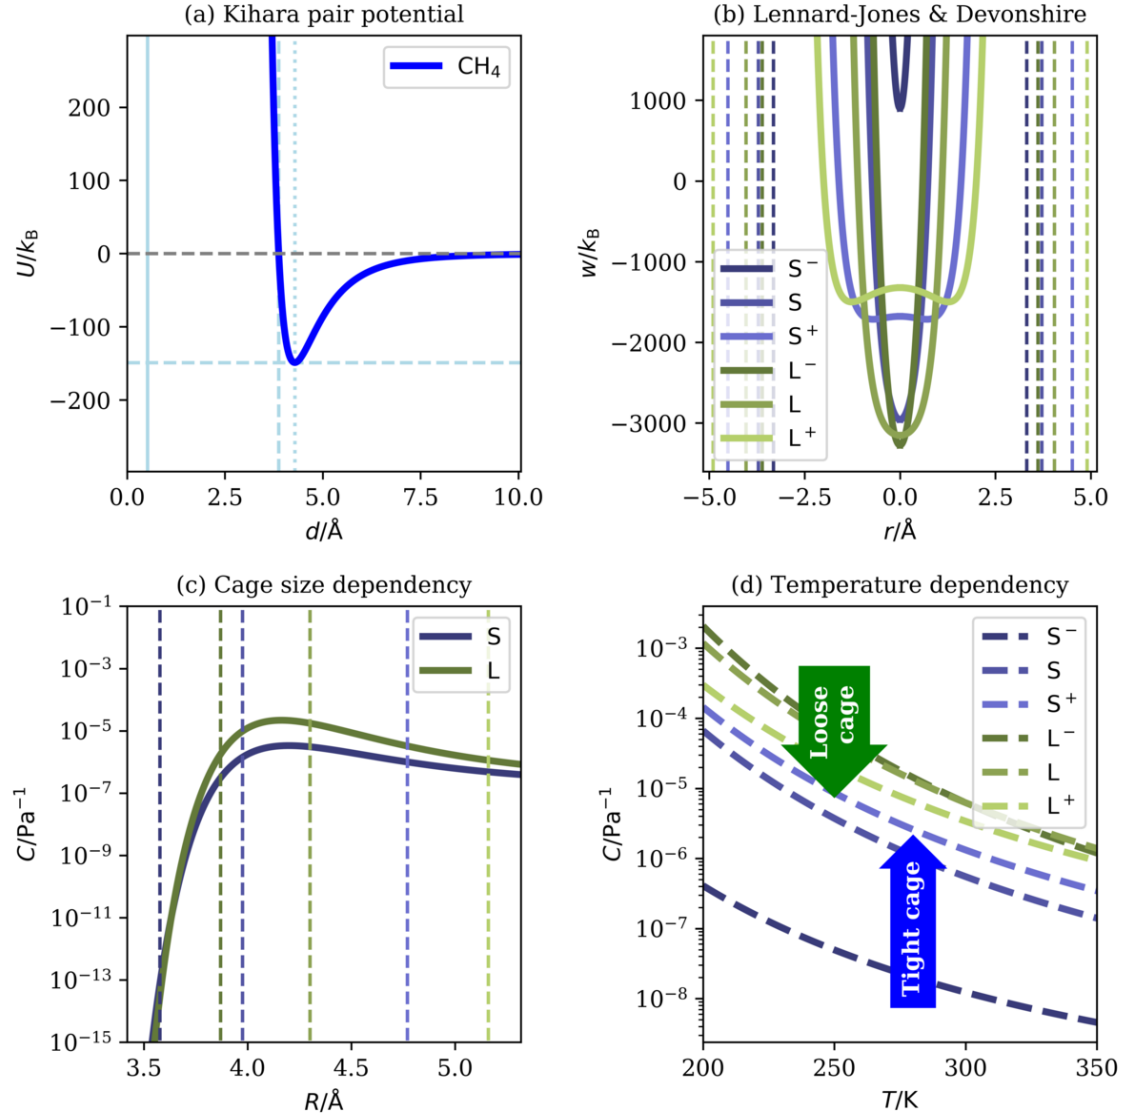 (a) Kihara pair potential
CH₄
200
100
0
−100
−200
U/k_B
0.0 2.5 5.0 7.5 10.0
d/Å
(b) Lennard-Jones & Devonshire
1000
0
−1000
−2000
−3000
w/k_B
S⁻
S
S⁺
L⁻
L
L⁺
−5.0 −2.5 0.0 2.5 5.0
r/Å
(c) Cage size dependency
S
L
10⁻¹
10⁻³
10⁻⁵
10⁻⁷
10⁻⁹
10⁻¹¹
10⁻¹³
10⁻¹⁵
C/Pa⁻¹
3.5 4.0 4.5 5.0
R/Å
(d) Temperature dependency
10⁻³
10⁻⁴
10⁻⁵
10⁻⁶
10⁻⁷
10⁻⁸
C/Pa⁻¹
Loose
cage
Tight cage
S⁻
S
S⁺
L⁻
L
L⁺
200 250 300 350
T/K